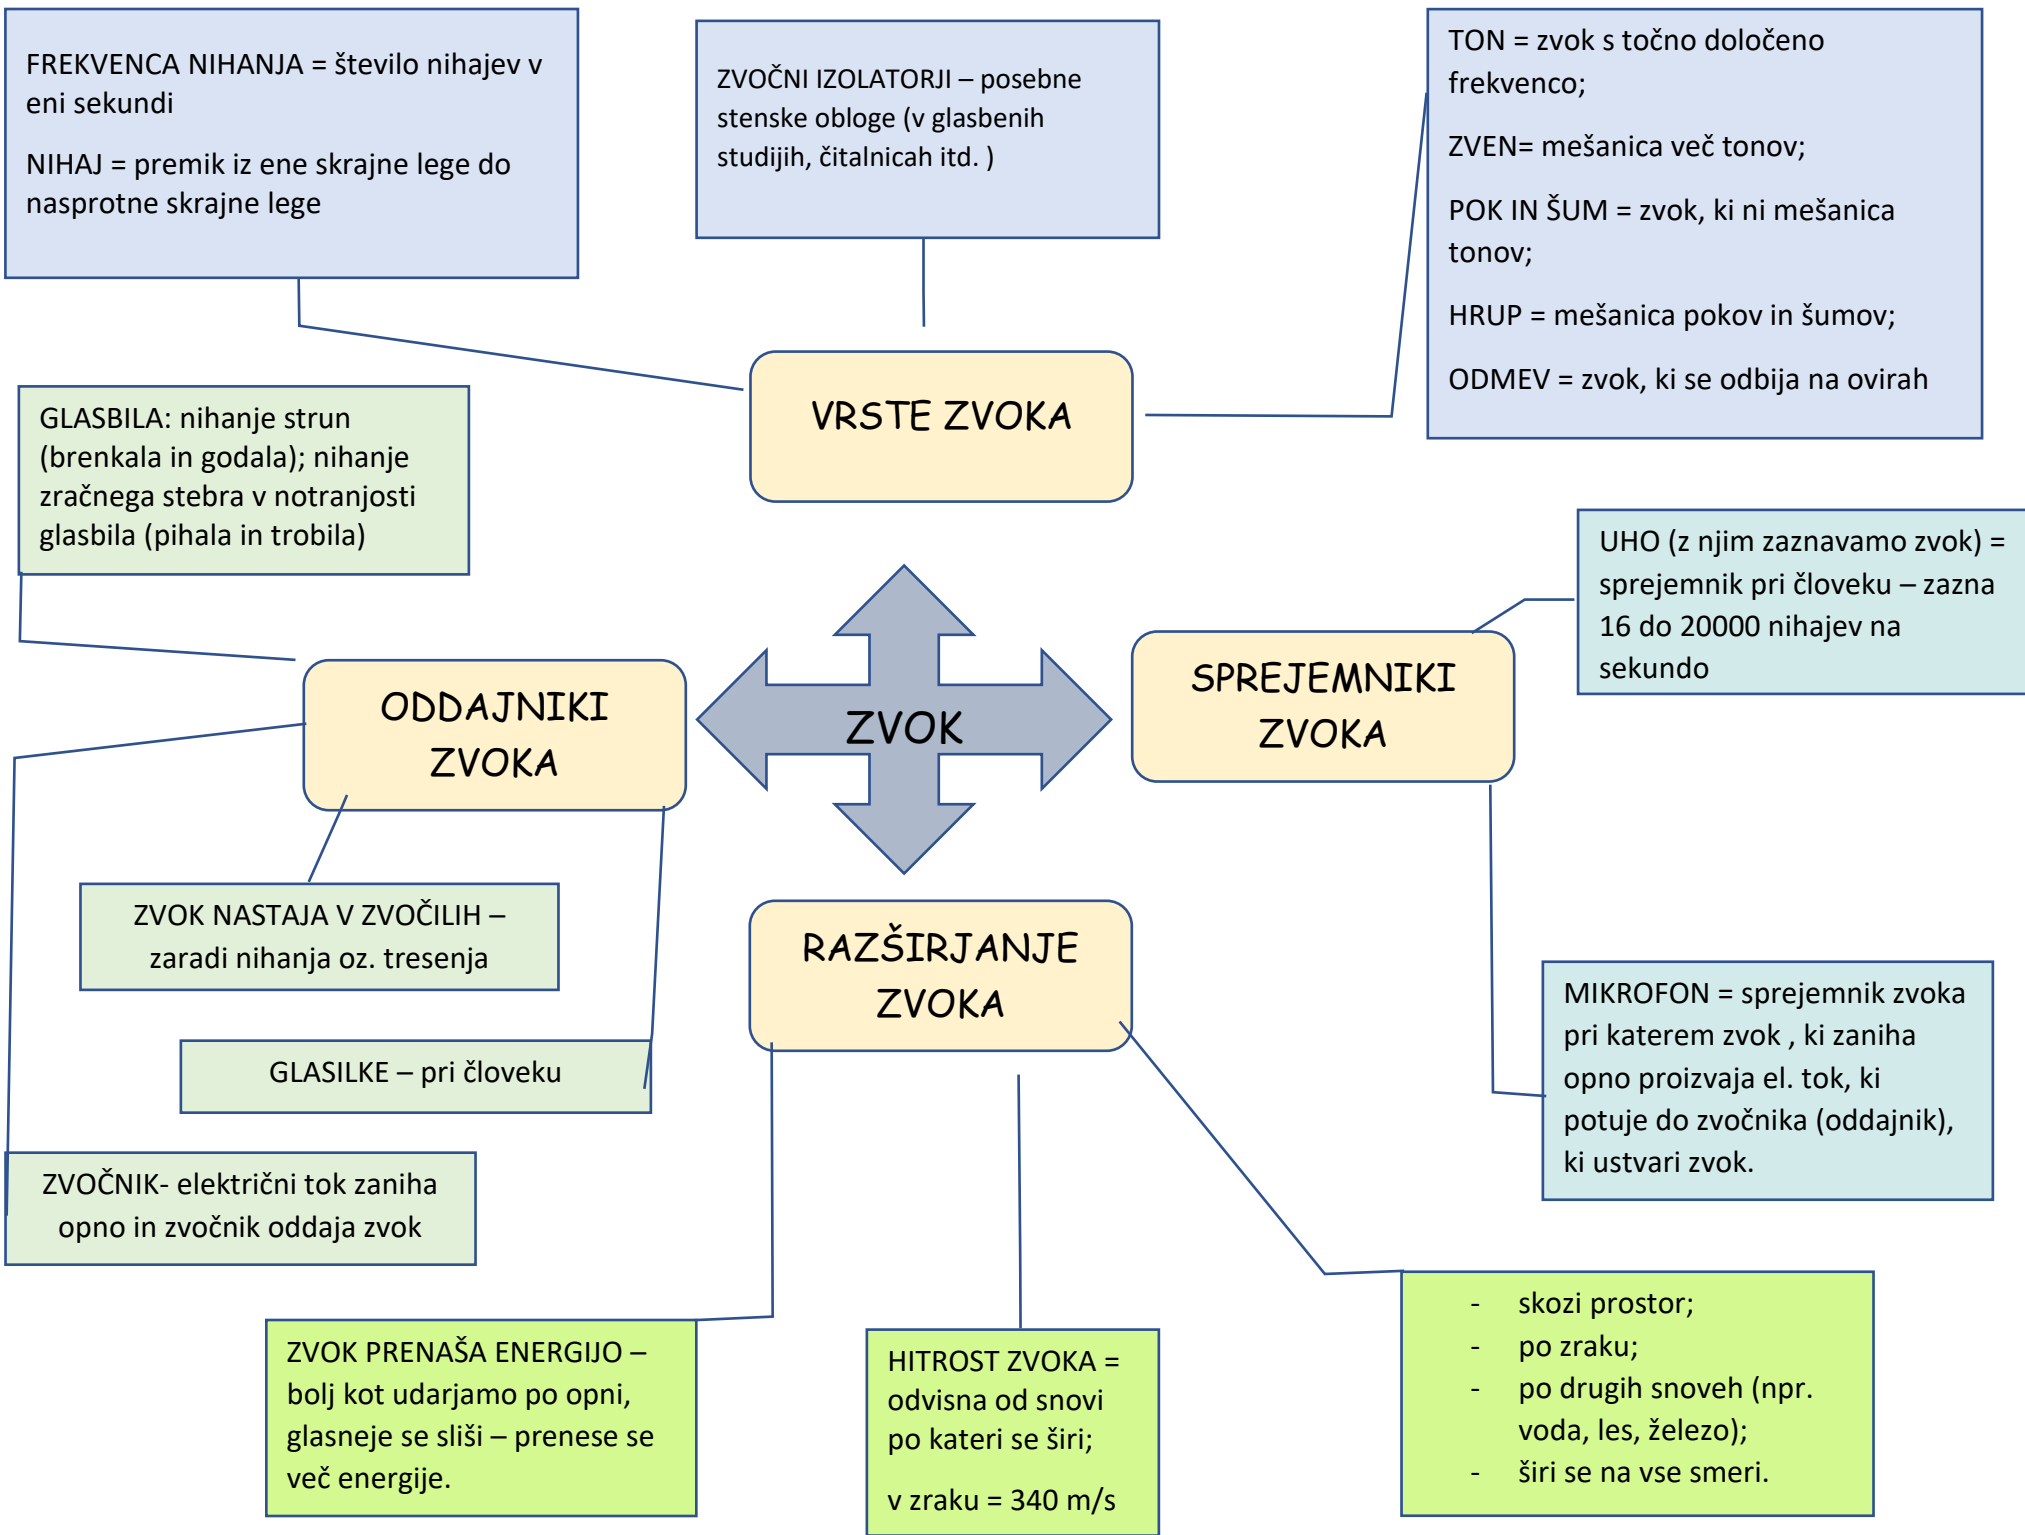 FREKVENCA NIHANJA = število nihajev v
eni sekundi
NIHAJ = premik iz ene skrajne lege do
nasprotne skrajne lege
ZVOČNI IZOLATORJI – posebne
stenske obloge (v glasbenih
studijih, čitalnicah itd. )
TON = zvok s točno določeno
frekvenco;
ZVEN= mešanica več tonov;
POK IN ŠUM = zvok, ki ni mešanica
tonov;
HRUP = mešanica pokov in šumov;
ODMEV = zvok, ki se odbija na ovirah
VRSTE ZVOKA
GLASBILA: nihanje strun
(brenkala in godala); nihanje
zračnega stebra v notranjosti
glasbila (pihala in trobila)
UHO (z njim zaznavamo zvok) =
sprejemnik pri človeku – zazna
16 do 20000 nihajev na
sekundo
ODDAJNIKI
ZVOKA
ZVOK
SPREJEMNIKI
ZVOKA
ZVOK NASTAJA V ZVOČILIH –
zaradi nihanja oz. tresenja
RAZŠIRJANJE
ZVOKA
GLASILKE – pri človeku
MIKROFON = sprejemnik zvoka
pri katerem zvok , ki zaniha
opno proizvaja el. tok, ki
potuje do zvočnika (oddajnik),
ki ustvari zvok.
ZVOČNIK- električni tok zaniha
opno in zvočnik oddaja zvok
ZVOK PRENAŠA ENERGIJO –
bolj kot udarjamo po opni,
glasneje se sliši – prenese se
več energije.
HITROST ZVOKA =
odvisna od snovi
po kateri se širi;
v zraku = 340 m/s
- skozi prostor;
- po zraku;
- po drugih snoveh (npr.
voda, les, železo);
- širi se na vse smeri.